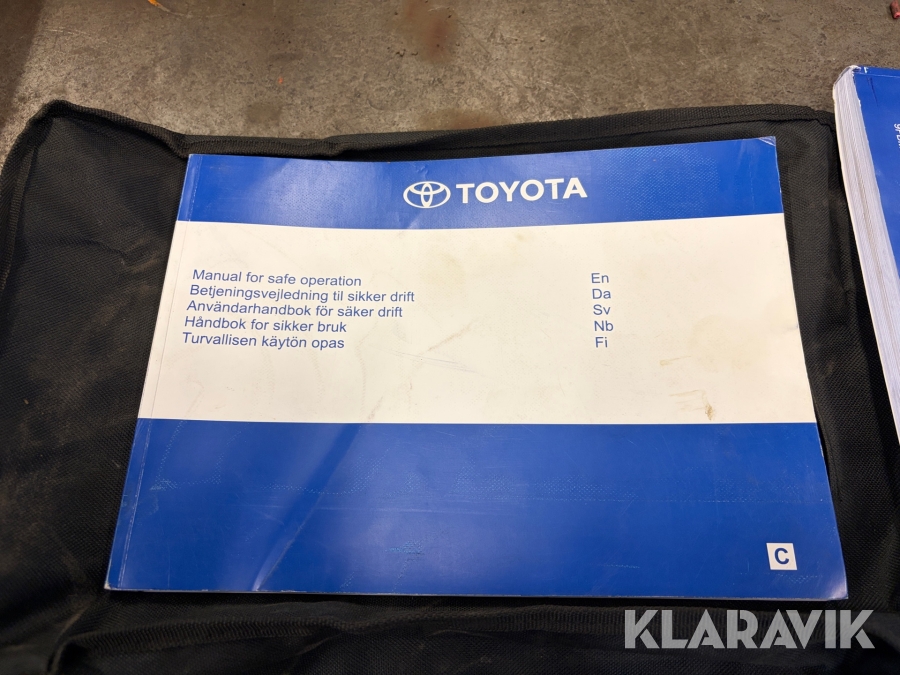 TOYOTA
Manual for safe operation En
Betjeningsvejledning til sikker drift Da
Användarhandbok för säker drift Sv
Håndbok for sikker bruk Nb
Turvallisen käytön opas Fi
C
KLARAVIK